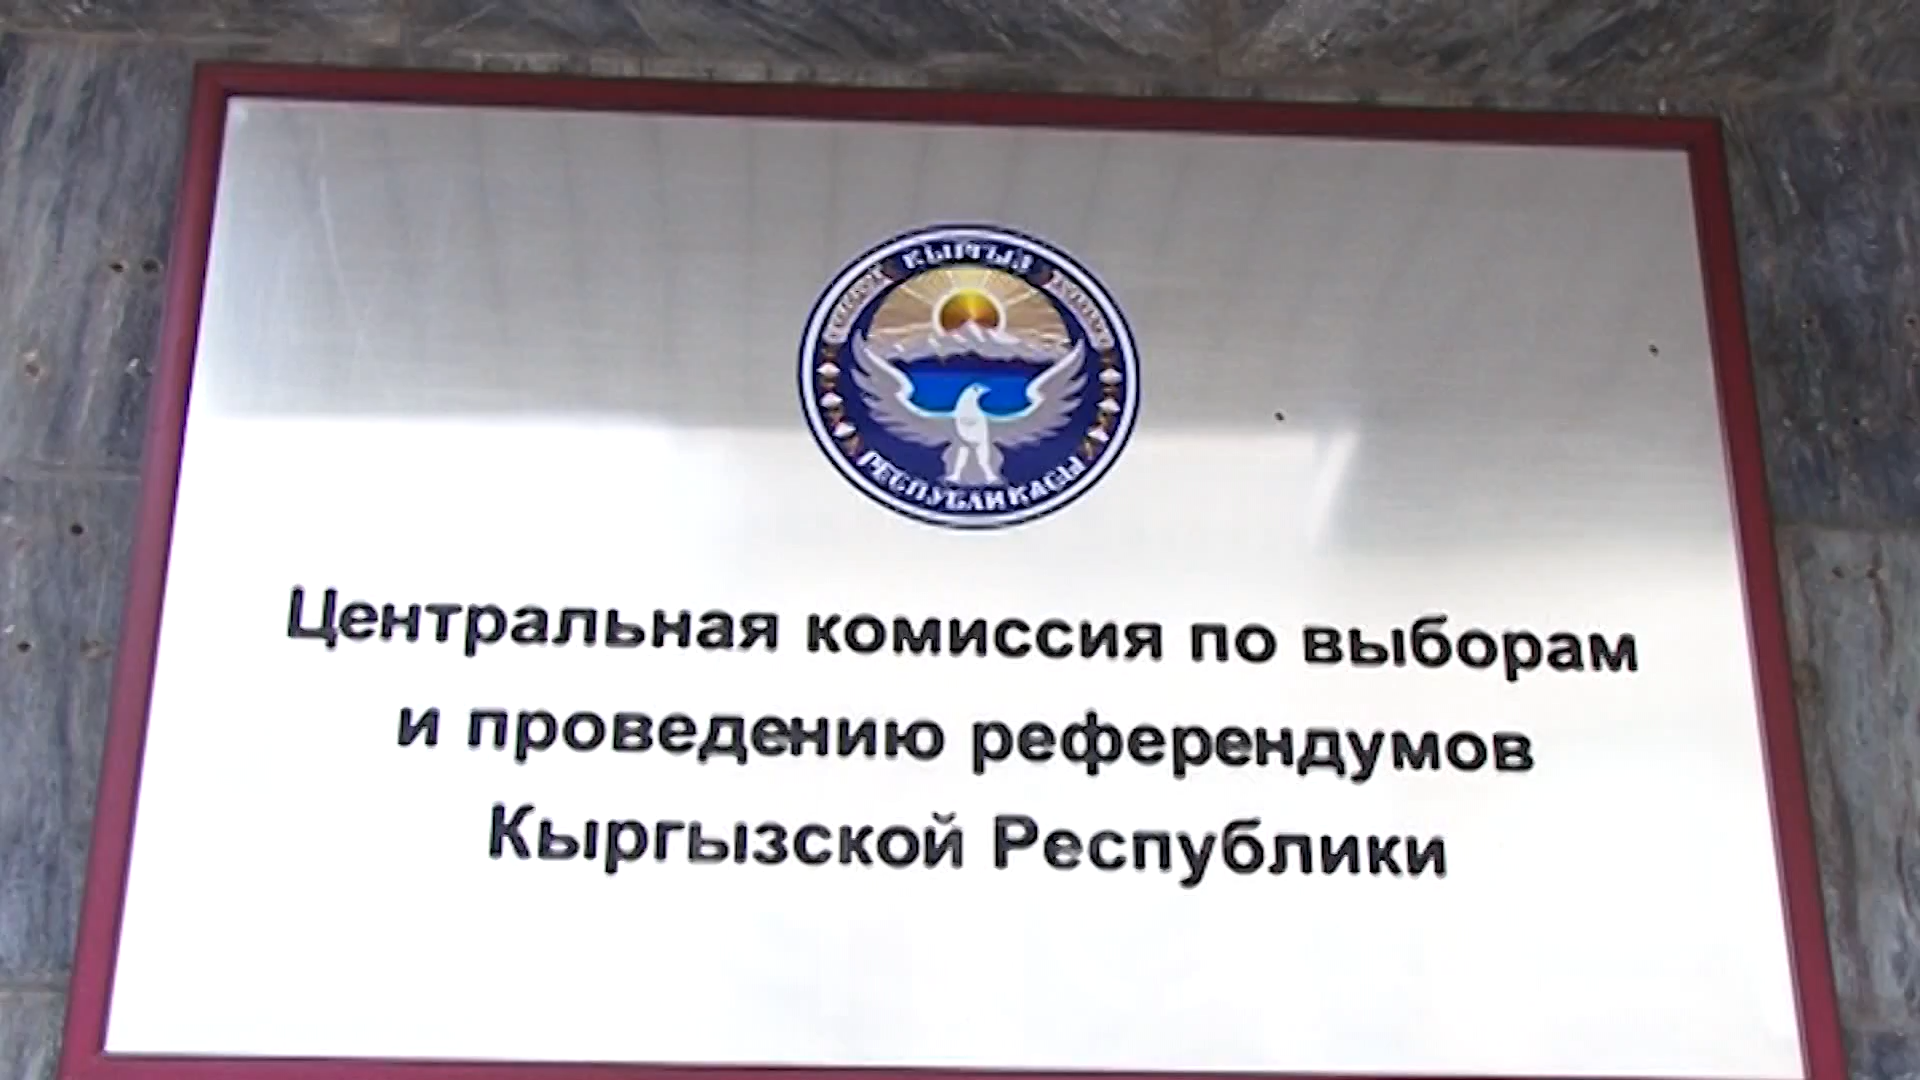 КЫРГЫЗ
РЕСПУБЛИКАСЫ
Центральная комиссия по выборам
и проведению референдумов
Кыргызской Республики